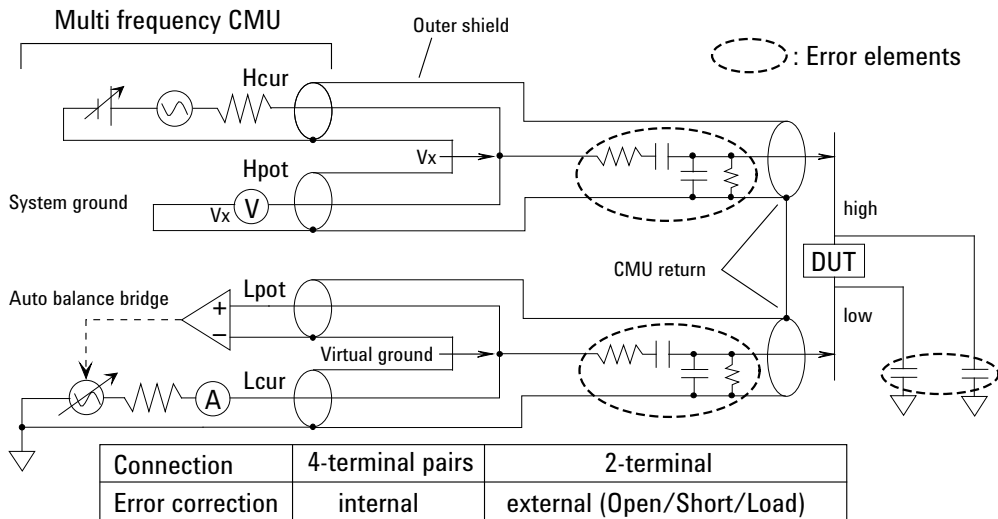 Multi frequency CMU
Outer shield
: Error elements
Hcur
Vx
Hpot
System ground
Vx
V
high
CMU return
DUT
Auto balance bridge
Lpot
+
−
low
Virtual ground
Lcur
A
Connection 4-terminal pairs 2-terminal
Error correction internal external (Open/Short/Load)